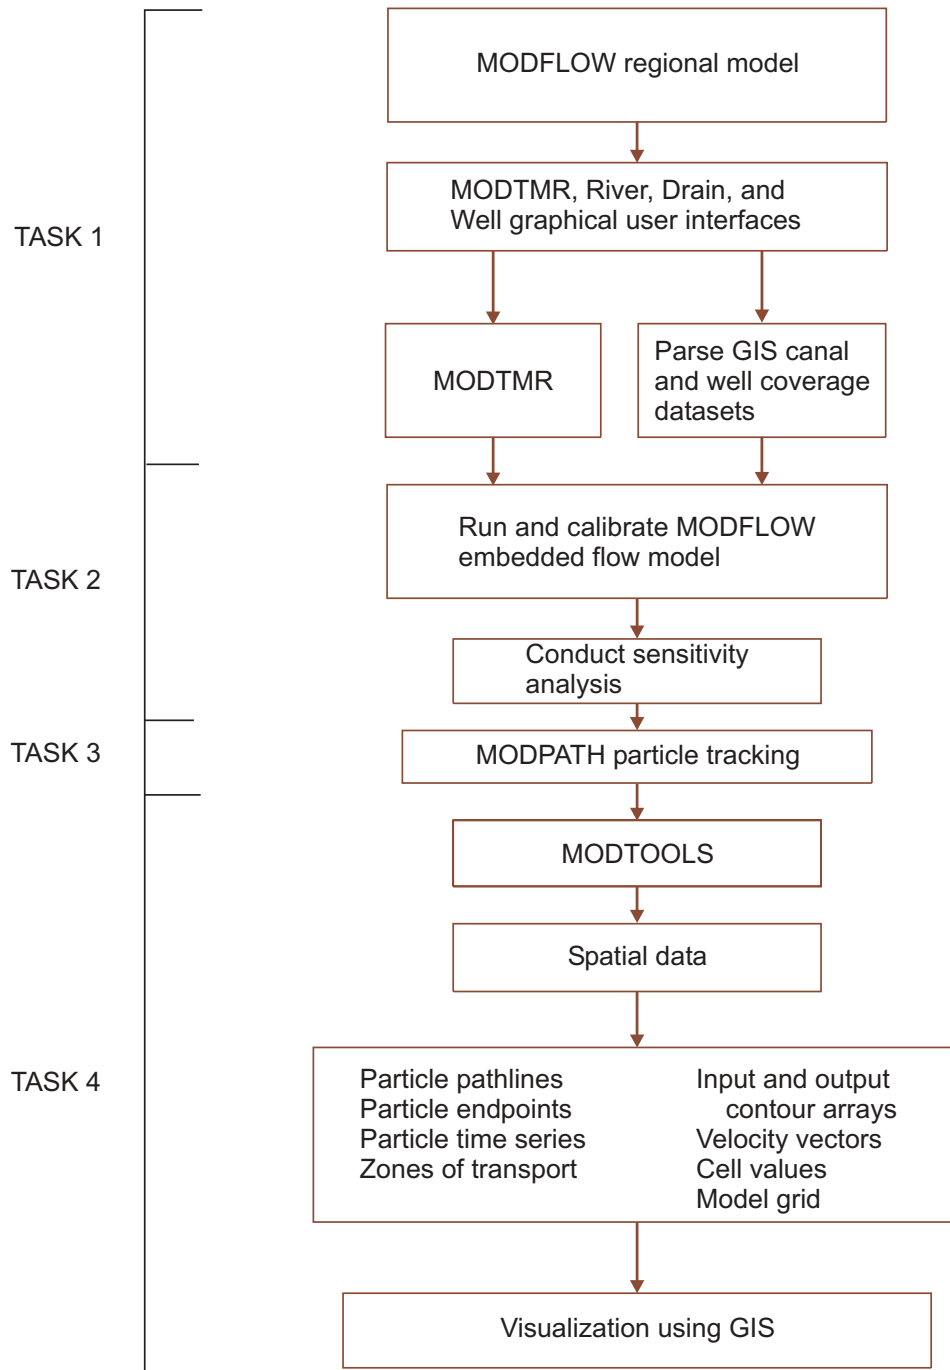 MODFLOW regional model
TASK 1
MODTMR, River, Drain, and
Well graphical user interfaces
MODTMR
Parse GIS canal
and well coverage
datasets
TASK 2
Run and calibrate MODFLOW
embedded flow model
Conduct sensitivity
analysis
TASK 3
MODPATH particle tracking
MODTOOLS
Spatial data
TASK 4
Particle pathlines
Particle endpoints
Particle time series
Zones of transport
Input and output
contour arrays
Velocity vectors
Cell values
Model grid
Visualization using GIS